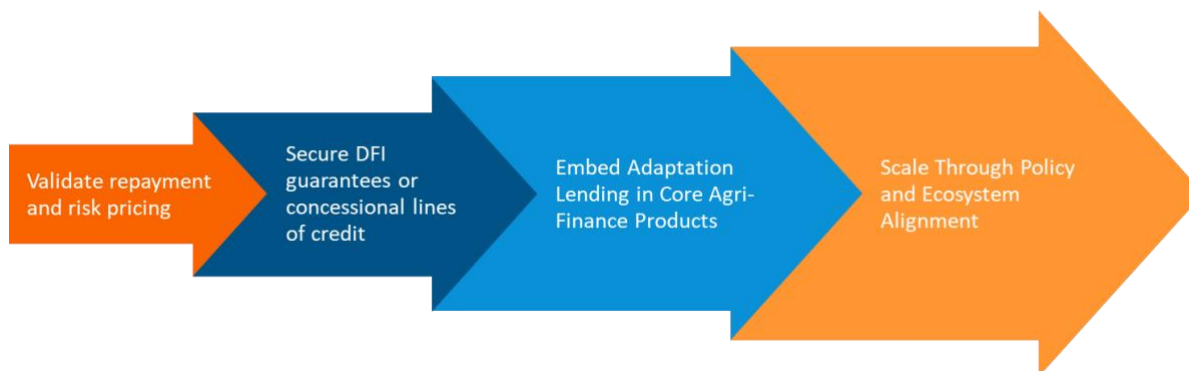 Validate repayment
and risk pricing
Secure DFI
guarantees or
concessional lines
of credit
Embed Adaptation
Lending in Core Agri-
Finance Products
Scale Through Policy
and Ecosystem
Alignment